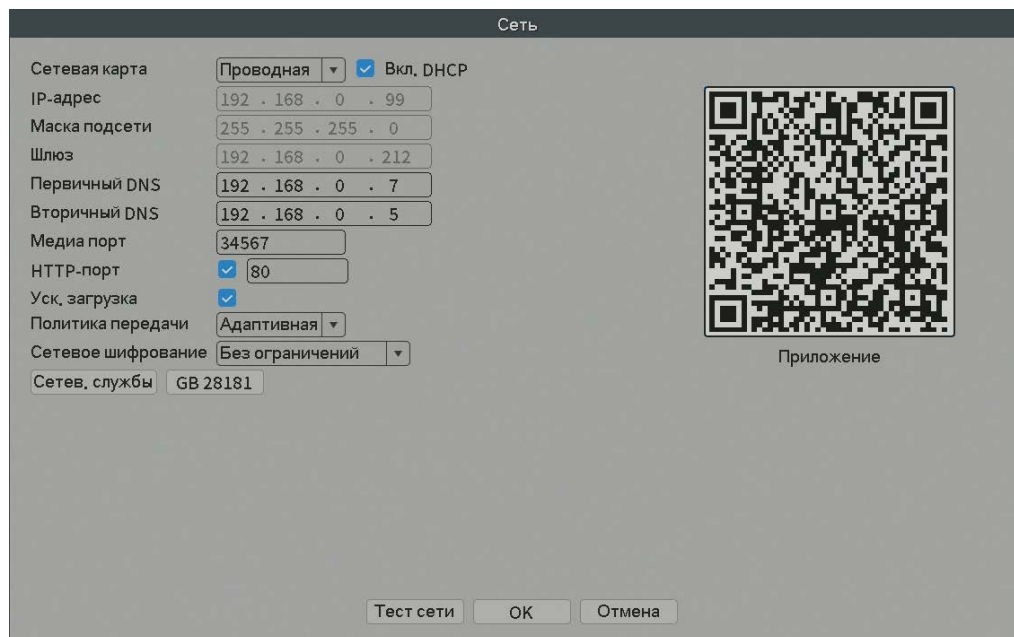 Сеть
Сетевая карта Проводная Вкл. DHCP
IP-адрес 192 . 168 . 0 . 99
Маска подсети 255 . 255 . 255 . 0
Шлюз 192 . 168 . 0 . 212
Первичный DNS 192 . 168 . 0 . 7
Вторичный DNS 192 . 168 . 0 . 5
Медиа порт 34567
HTTP-порт 80
Уск. загрузка
Политика передачи Адаптивная
Сетевое шифрование Без ограничений
Сетев. службы GB 28181
Приложение
Тест сети OK Отмена